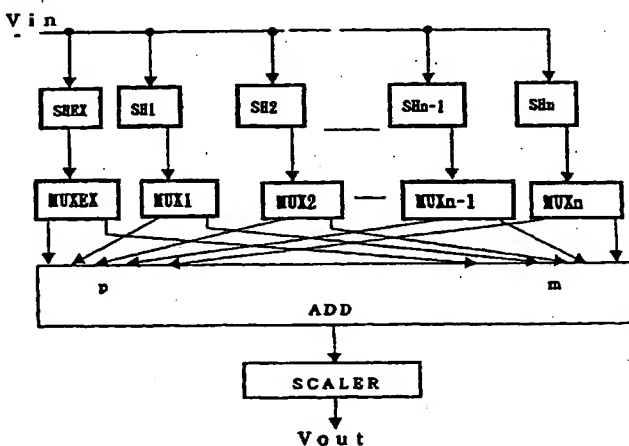 Vin
SHEX SH1 SH2 SHn-1 SHn
MUXEX MUX1 MUX2 MUXn-1 MUXn
p m
ADD
SCALER
Vout